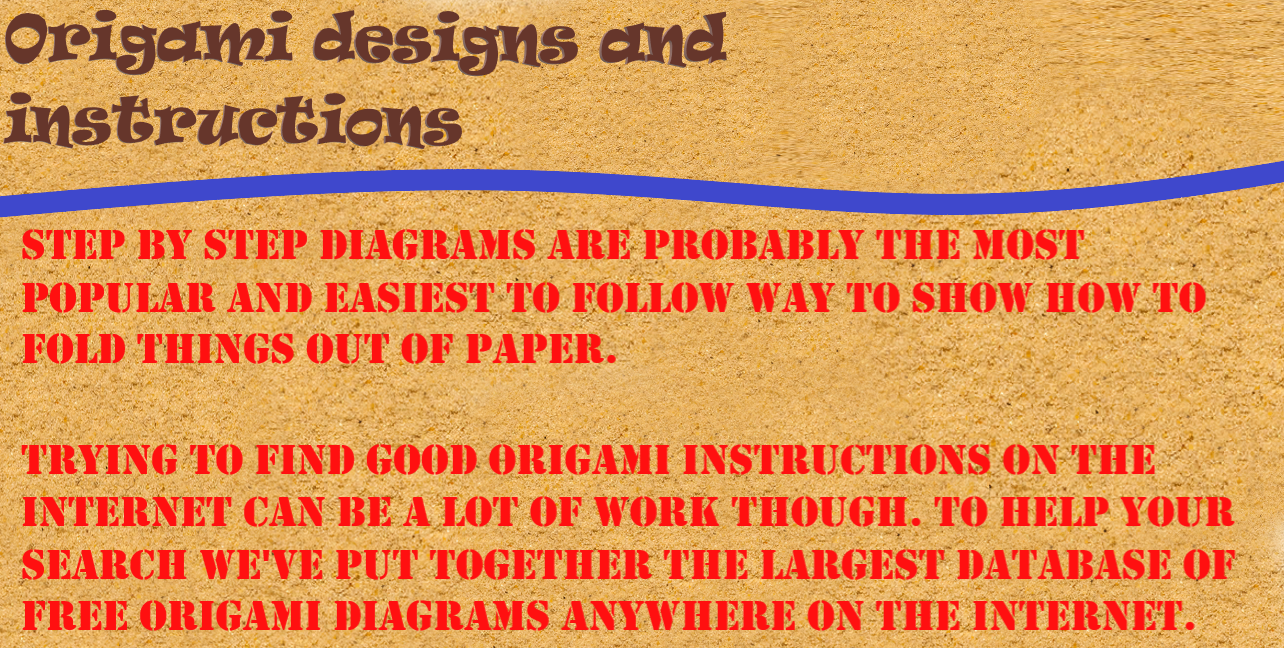 Origami designs and
instructions
STEP BY STEP DIAGRAMS ARE PROBABLY THE MOST
POPULAR AND EASIEST TO FOLLOW WAY TO SHOW HOW TO
FOLD THINGS OUT OF PAPER.
TRYING TO FIND GOOD ORIGAMI INSTRUCTIONS ON THE
INTERNET CAN BE A LOT OF WORK THOUGH. TO HELP YOUR
SEARCH WE'VE PUT TOGETHER THE LARGEST DATABASE OF
FREE ORIGAMI DIAGRAMS ANYWHERE ON THE INTERNET.